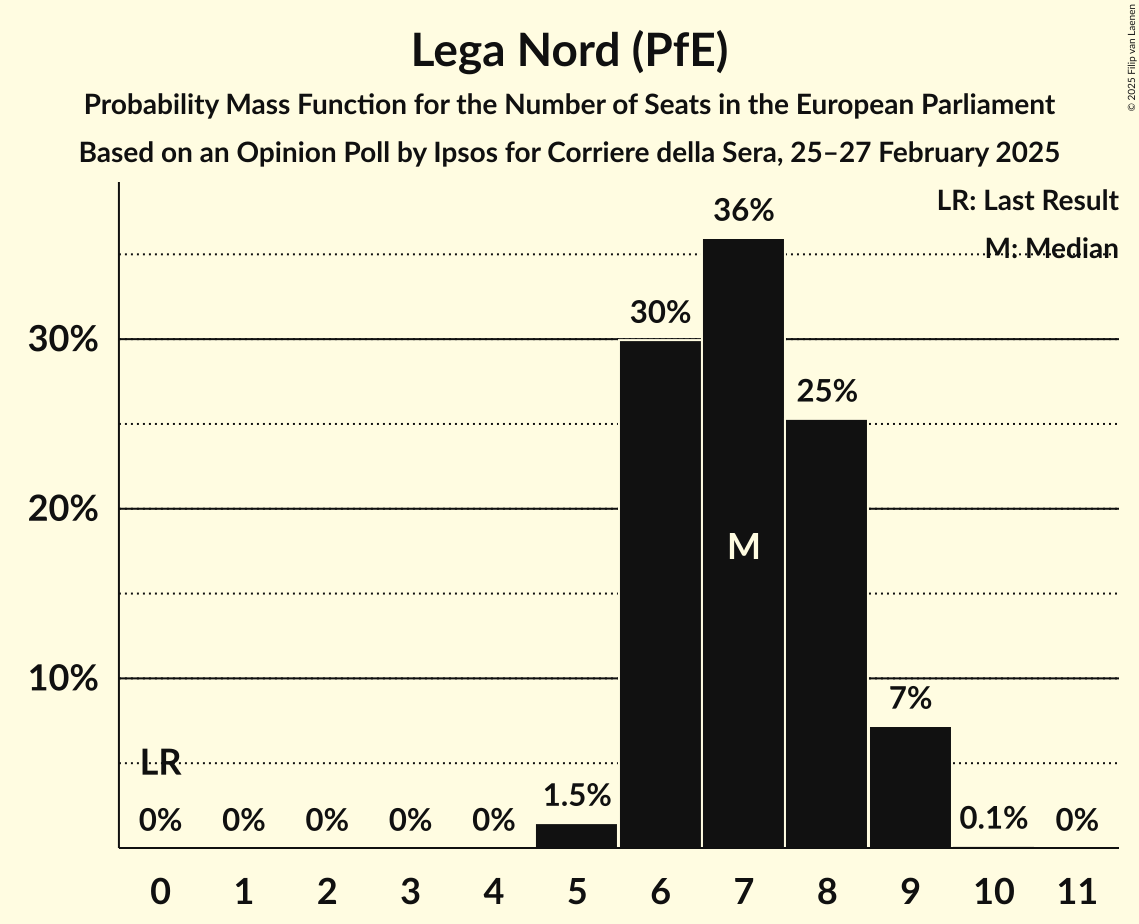 Lega Nord (PfE)
Probability Mass Function for the Number of Seats in the European Parliament
Based on an Opinion Poll by Ipsos for Corriere della Sera, 25–27 February 2025
© 2025 Filip van Laenen
LR: Last Result
M: Median
36%
30%
30%
25%
20%
M
10%
7%
LR
1.5%
0% 0% 0% 0% 0% 0.1% 0%
0 1 2 3 4 5 6 7 8 9 10 11